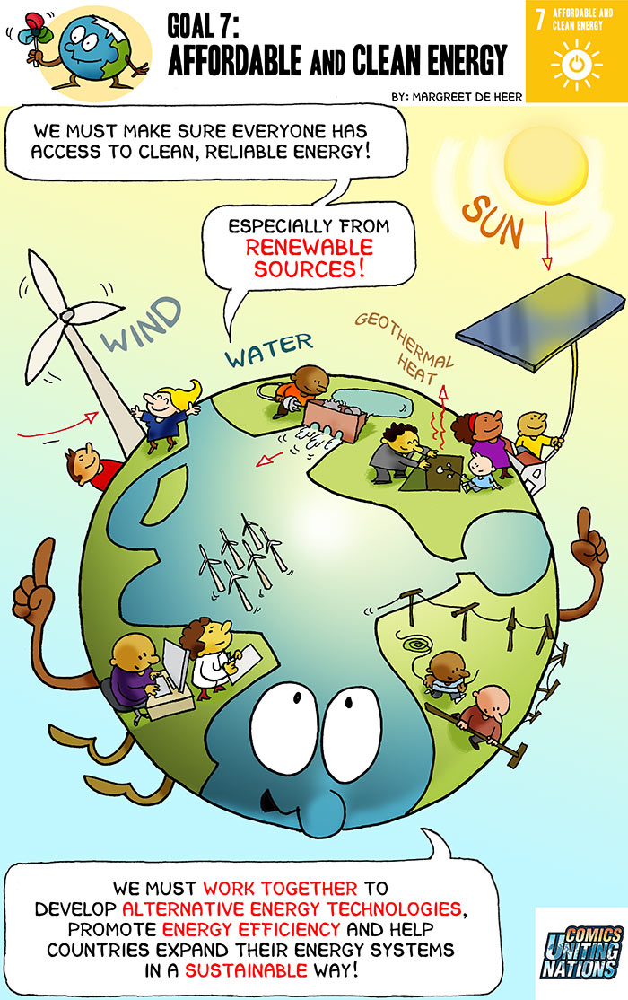 GOAL 7:
AFFORDABLE AND CLEAN ENERGY
BY: MARGREET DE HEER
7 AFFORDABLE AND
CLEAN ENERGY
WE MUST MAKE SURE EVERYONE HAS
ACCESS TO CLEAN, RELIABLE ENERGY!
ESPECIALLY FROM
RENEWABLE
SOURCES!
SUN
WIND
WATER
GEOTHERMAL
HEAT
WE MUST WORK TOGETHER TO
DEVELOP ALTERNATIVE ENERGY TECHNOLOGIES,
PROMOTE ENERGY EFFICIENCY AND HELP
COUNTRIES EXPAND THEIR ENERGY SYSTEMS
IN A SUSTAINABLE WAY!
COMICS
UNITING
NATIONS